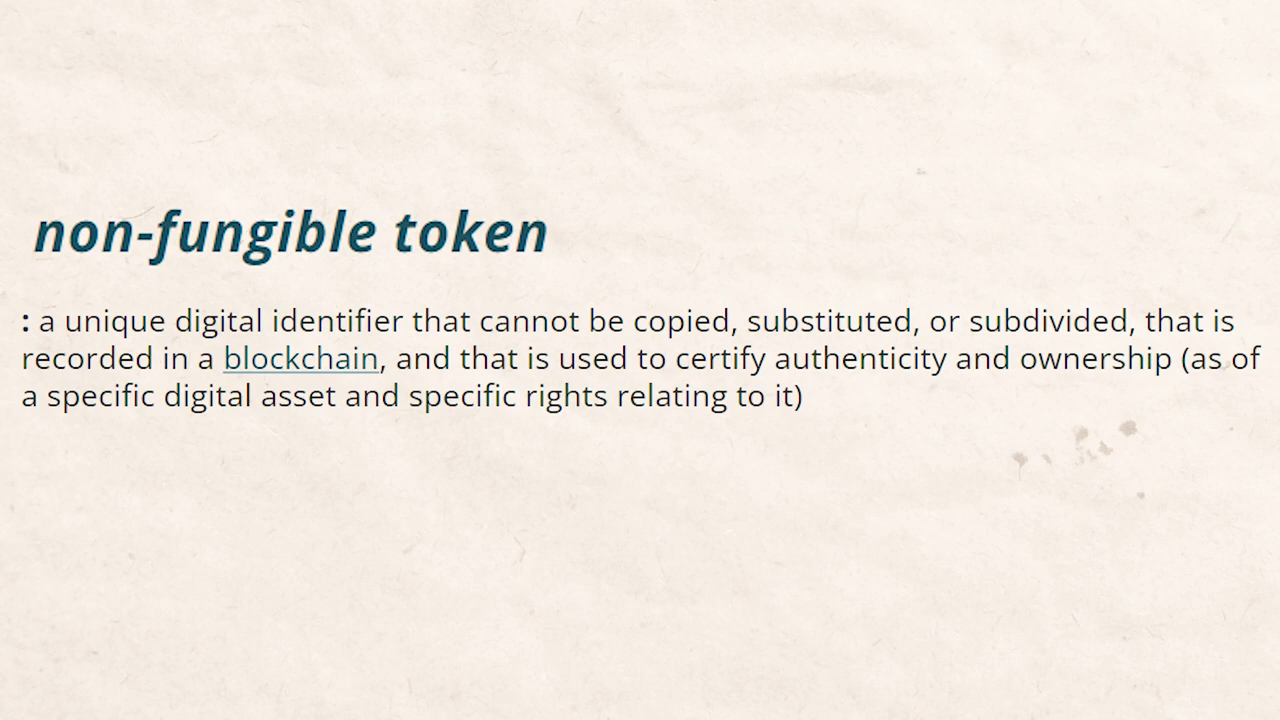 non-fungible token
: a unique digital identifier that cannot be copied, substituted, or subdivided, that is
recorded in a blockchain, and that is used to certify authenticity and ownership (as of
a specific digital asset and specific rights relating to it)